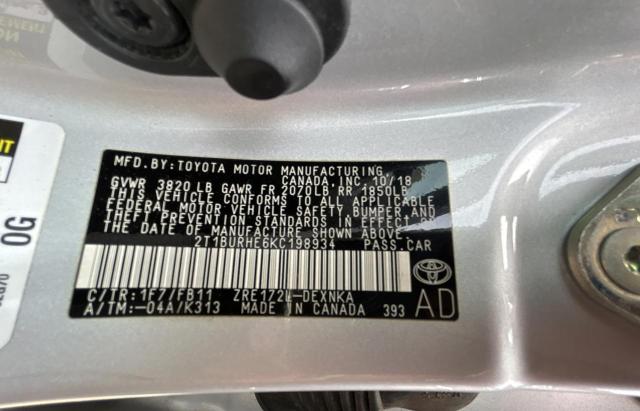 MFD. BY: TOYOTA MOTOR MANUFACTURING
CANADA, INC. 10/18
GVWR 3820 LB GAWR FR 2070LB RR 1850LB
THIS VEHICLE CONFORMS TO ALL APPLICABLE
FEDERAL MOTOR VEHICLE SAFETY, BUMPER, AND
THEFT PREVENTION STANDARDS IN EFFECT ON
THE DATE OF MANUFACTURE SHOWN ABOVE.
2T1BURHE6KC198934 PASS.CAR
C/TR:1F7/FB11 ZRE172L-DEXNKA
A/TM:-04A/K313 MADE IN CANADA 393
AD
TOYOTA
0G